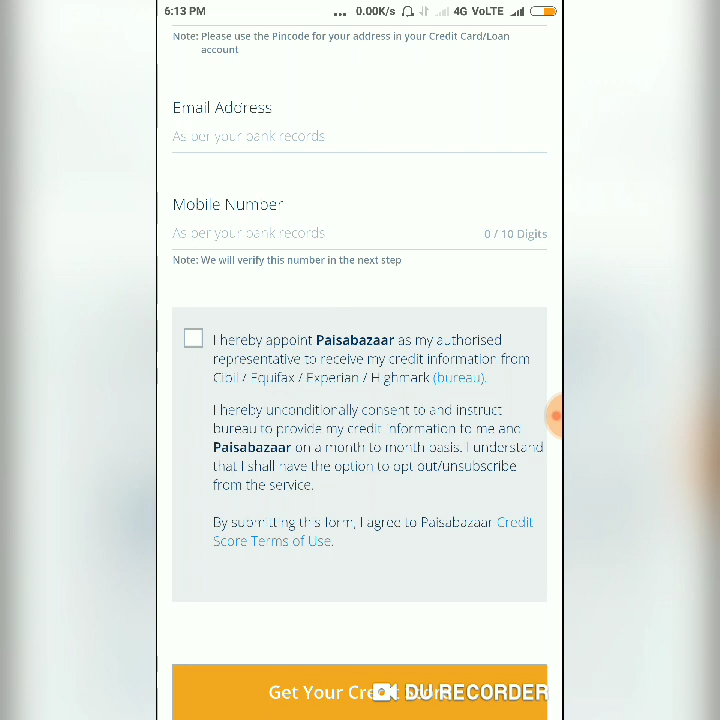 6:13 PM ... 0.00K/s 4G VoLTE
Note: Please use the Pincode for your address in your Credit Card/Loan
account
Email Address
As per your bank records
Mobile Number
As per your bank records 0 / 10 Digits
Note: We will verify this number in the next step
I hereby appoint Paisabazaar as my authorised
representative to receive my credit information from
Cibil / Equifax / Experian / Highmark (bureau).
I hereby unconditionally consent to and instruct
bureau to provide my credit information to me and
Paisabazaar on a month to month basis. I understand
that I shall have the option to opt out/unsubscribe
from the service.
By submitting this form, I agree to Paisabazaar Credit
Score Terms of Use.
Get Your Credit
DU RECORDER